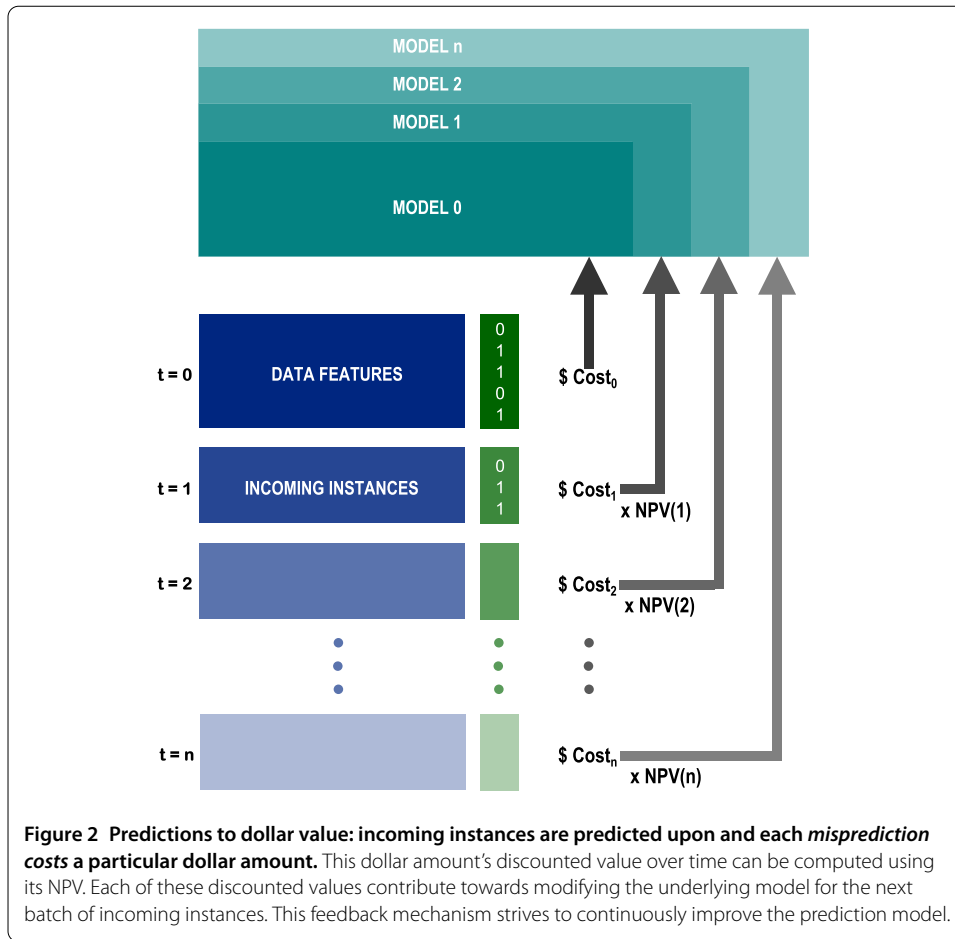 MODEL n
MODEL 2
MODEL 1
MODEL 0
t = 0
DATA FEATURES
0
1
1
0
1
$ Cost₀
t = 1
INCOMING INSTANCES
0
1
1
$ Cost₁
x NPV(1)
t = 2
$ Cost₂
x NPV(2)
t = n
$ Costₙ
x NPV(n)
Figure 2 Predictions to dollar value: incoming instances are predicted upon and each misprediction
costs a particular dollar amount. This dollar amount's discounted value over time can be computed using
its NPV. Each of these discounted values contribute towards modifying the underlying model for the next
batch of incoming instances. This feedback mechanism strives to continuously improve the prediction model.